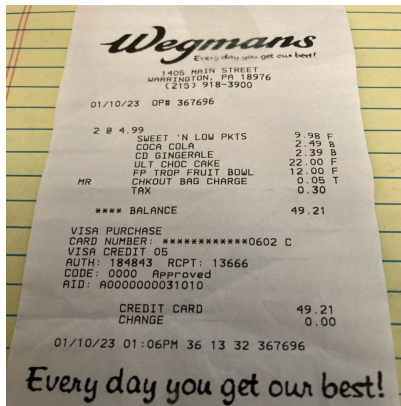 Wegmans
Every day you get our best!
1405 MAIN STREET
WARRINGTON, PA 18976
(215) 918-3900
01/10/23 OP# 367696
2 @ 4.99
SWEET 'N LOW PKTS 9.98 F
COCA COLA 2.49 B
CD GINGERALE 2.39 B
ULT CHOC CAKE 22.00 F
FP TROP FRUIT BOWL 12.00 F
MR CHKOUT BAG CHARGE 0.05 T
TAX 0.30
**** BALANCE 49.21
VISA PURCHASE
CARD NUMBER: ************0602 C
VISA CREDIT 05
AUTH: 184843 RCPT: 13666
CODE: 0000 Approved
AID: A0000000031010
CREDIT CARD 49.21
CHANGE 0.00
01/10/23 01:06PM 36 13 32 367696
Every day you get our best!